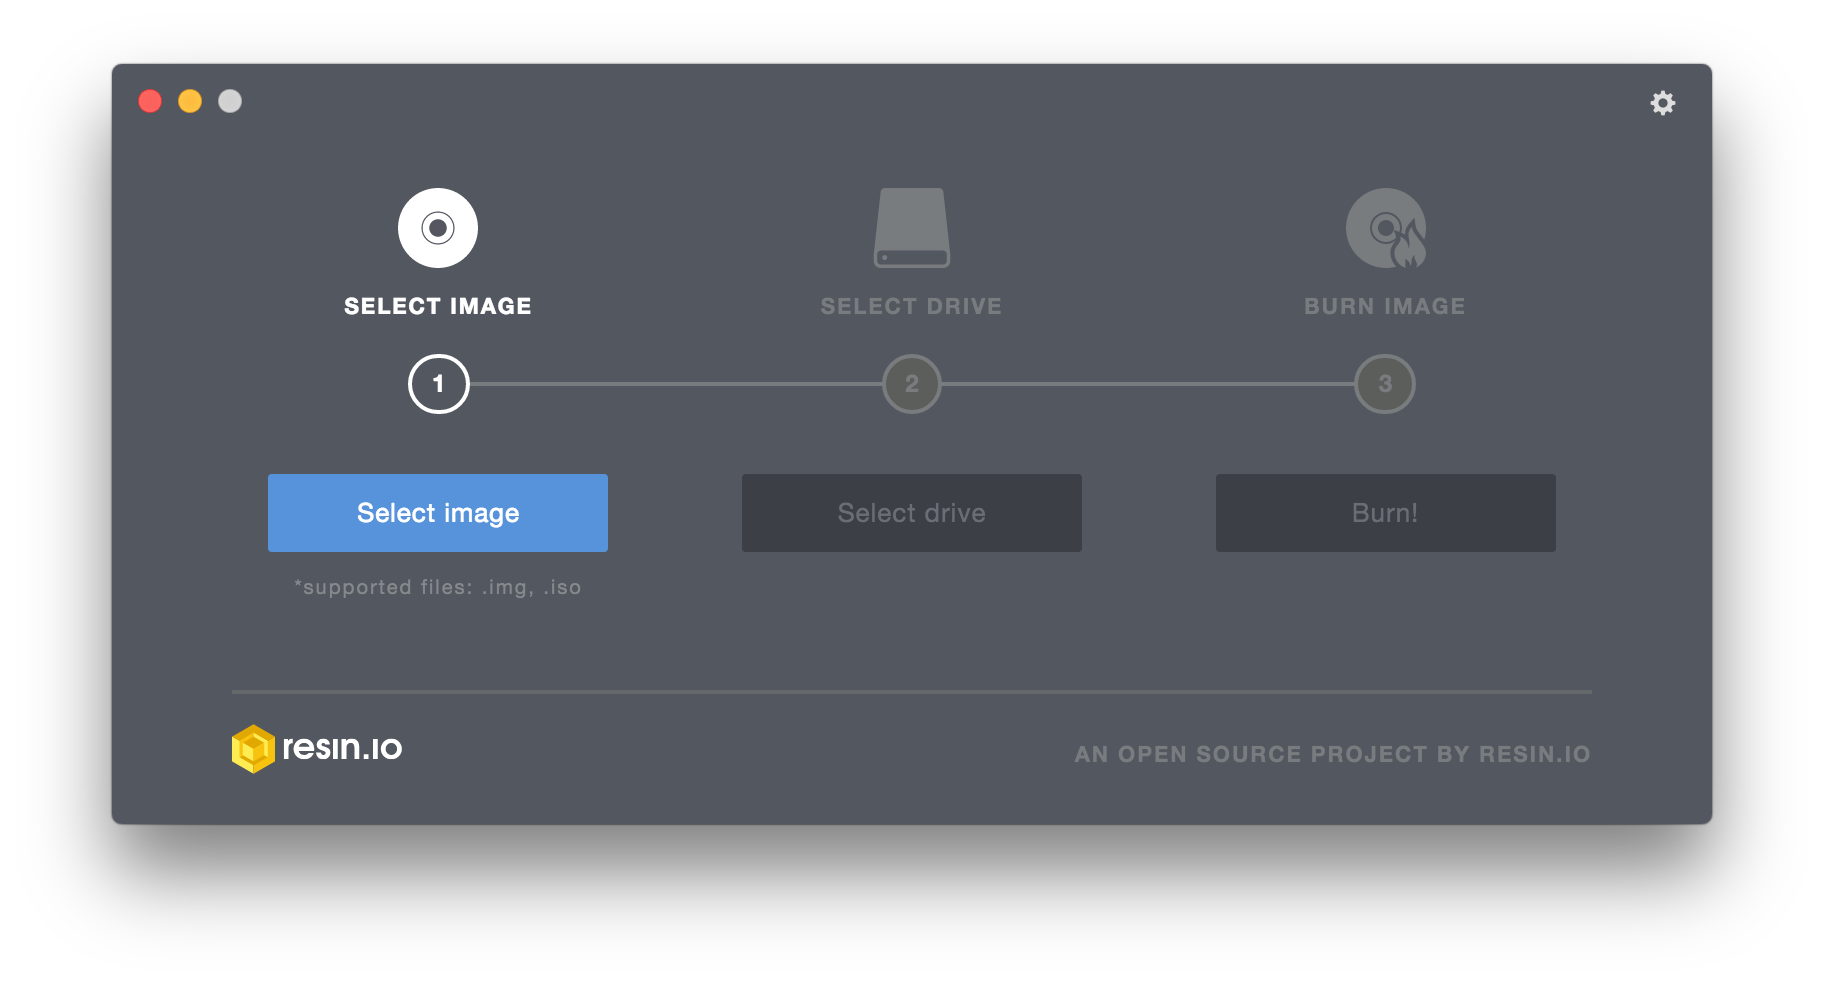 SELECT IMAGE
SELECT DRIVE
BURN IMAGE
1
2
3
Select image
Select drive
Burn!
*supported files: .img, .iso
resin.io
AN OPEN SOURCE PROJECT BY RESIN.IO